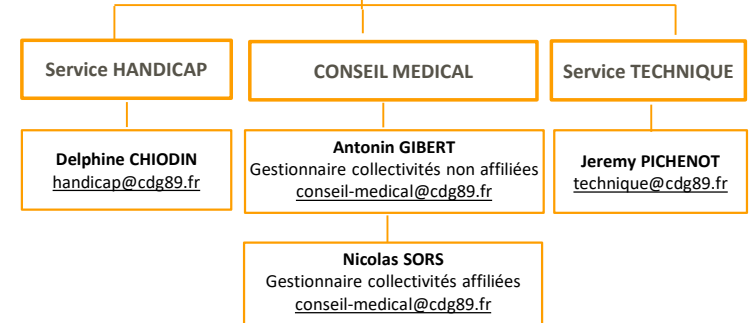 Service HANDICAP
CONSEIL MEDICAL
Service TECHNIQUE
Delphine CHIODIN
handicap@cdg89.fr
Antonin GIBERT
Gestionnaire collectivités non affiliées
conseil-medical@cdg89.fr
Jeremy PICHENOT
technique@cdg89.fr
Nicolas SORS
Gestionnaire collectivités affiliées
conseil-medical@cdg89.fr